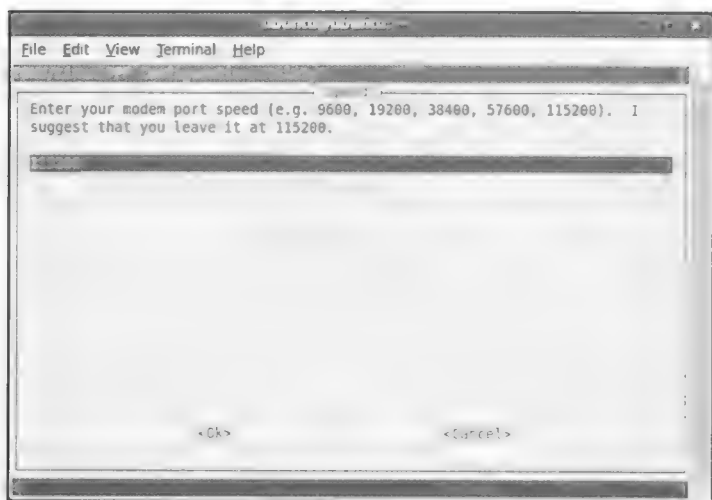 File Edit View Terminal Help
Enter your modem port speed (e.g. 9600, 19200, 38400, 57600, 115200). I
suggest that you leave it at 115200.
<Ok> <Cancel>